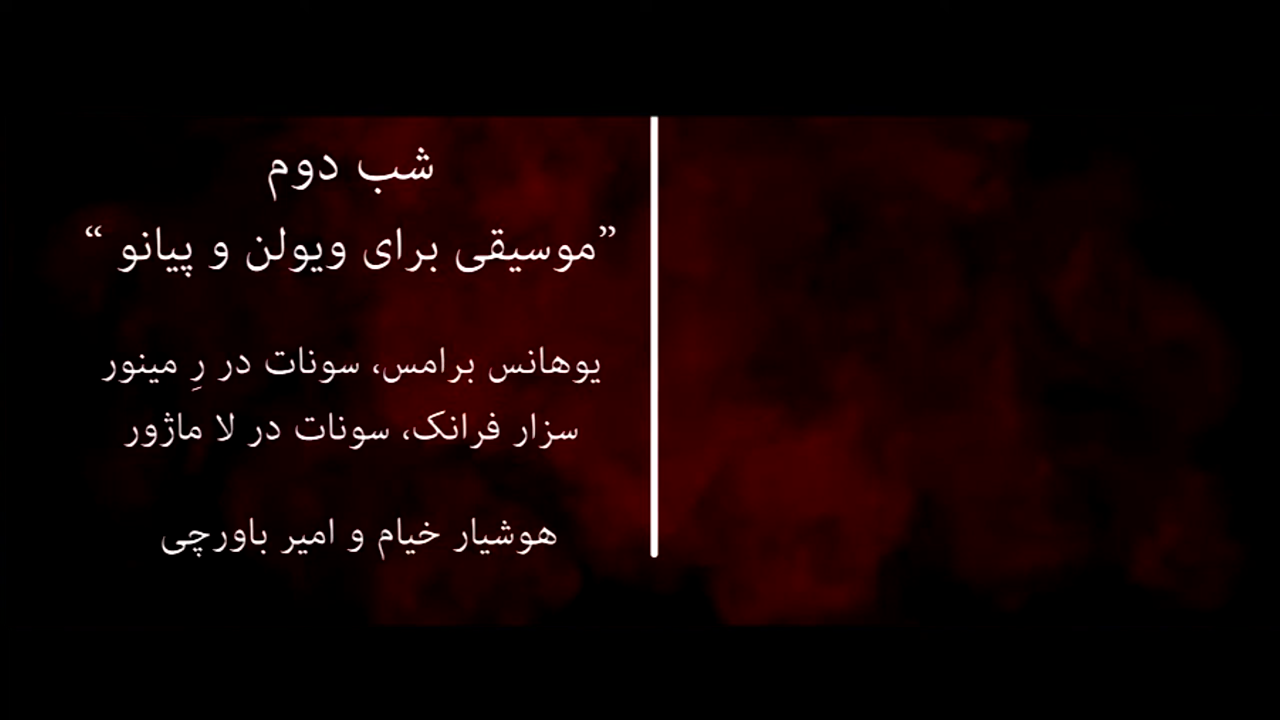 شب دوم
”موسیقی برای ویولن و پیانو “
یوهانس برامس، سونات در رِ مینور
سزار فرانک، سونات در لا ماژور
هوشیار خیام و امیر باورچی